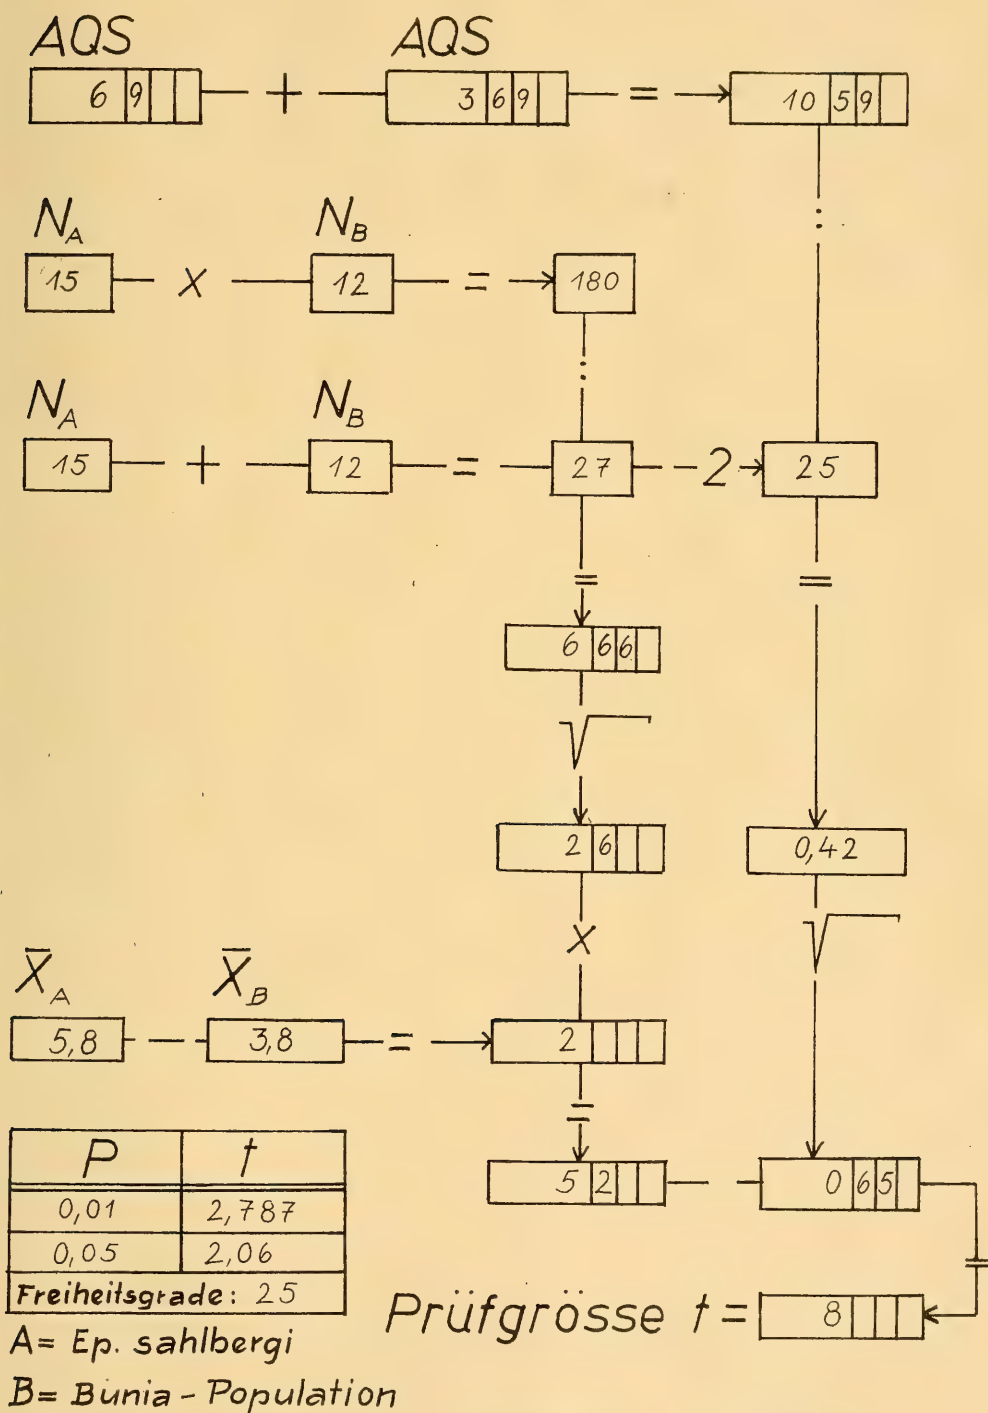 AQS AQS
6 9 + 3 6 9 = → 10 5 9
:
N_A N_B
15 × 12 = → 180
:
N_A N_B
15 + 12 = 27 - 2 → 25
= =
6 6 6
√
2 6 0,42
× √
X̄_A X̄_B
5,8 — 3,8 = → 2
=
5 2 — 0 6 5
P t
0,01 2,787
0,05 2,06
Freiheitsgrade: 25
=
Prüfgrösse t = 8
A= Ep. sahlbergi
B= Bunia - Population